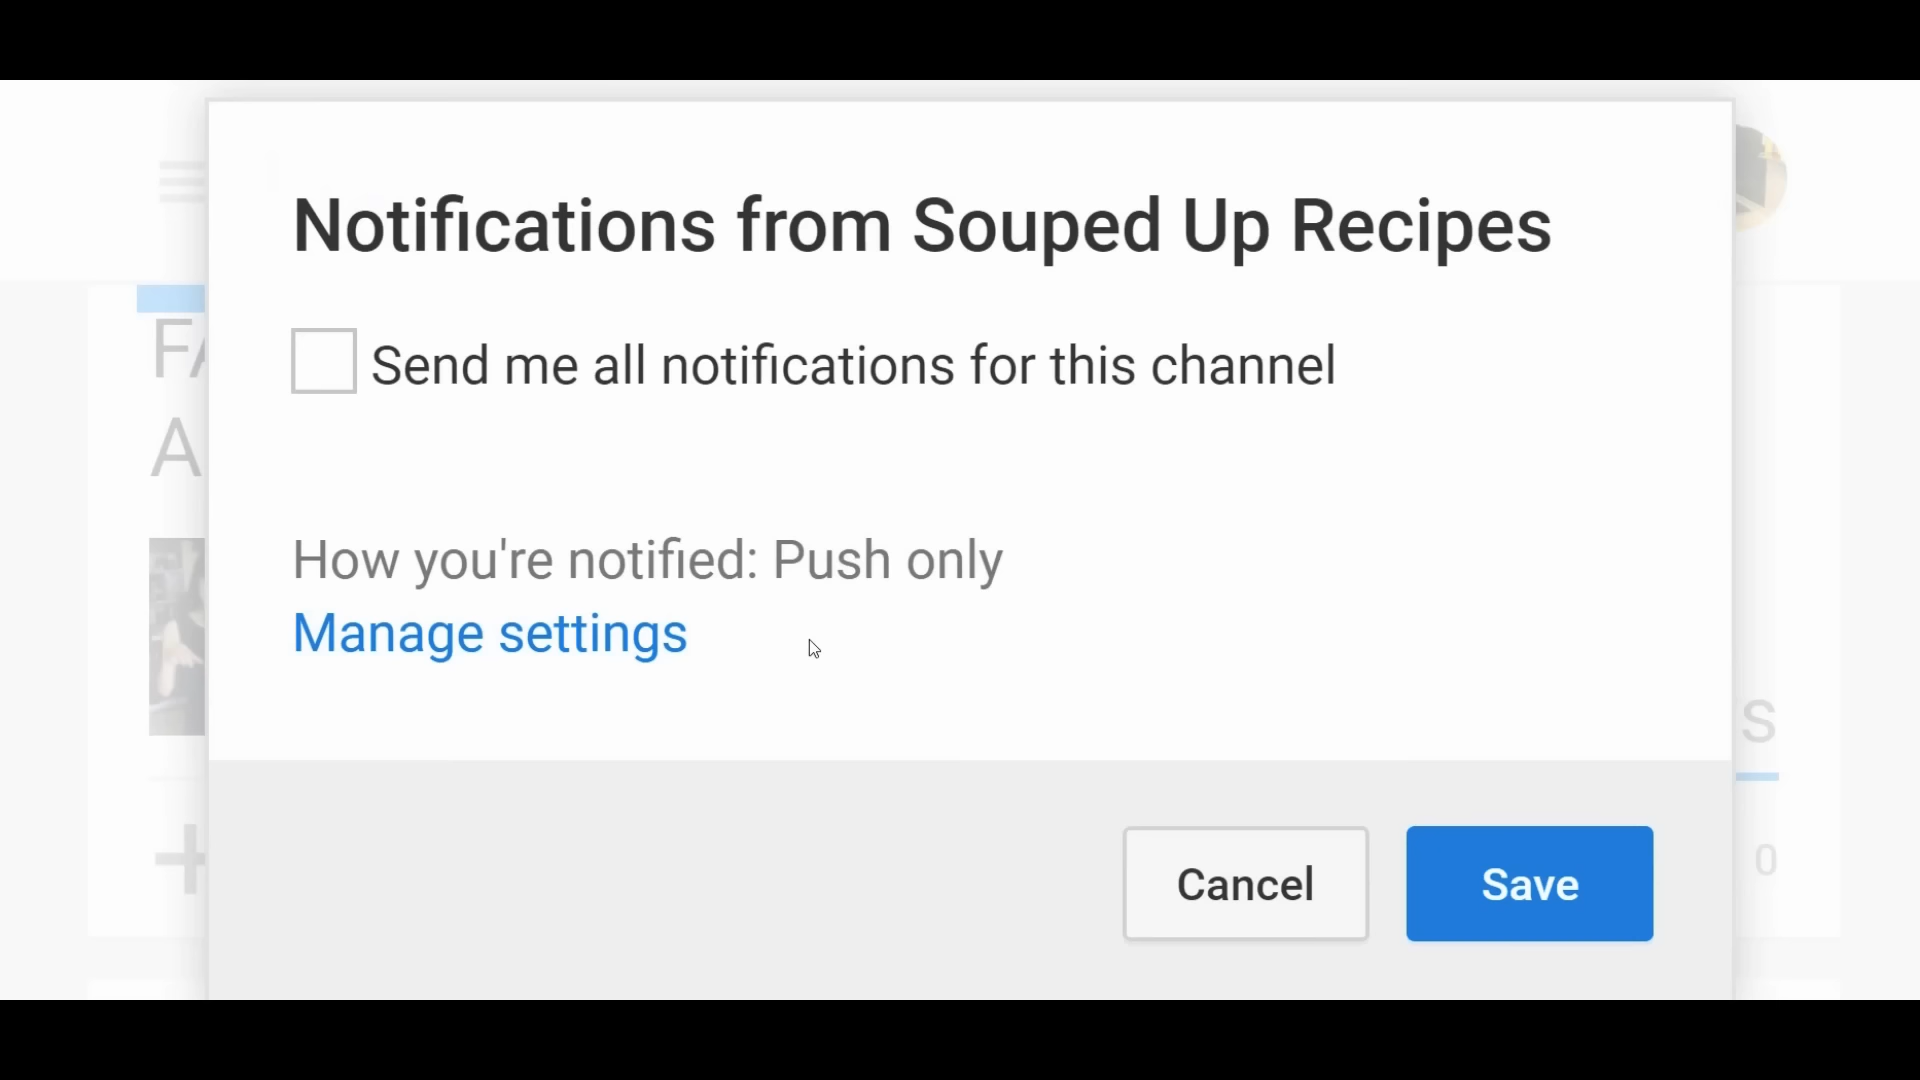 Notifications from Souped Up Recipes
Send me all notifications for this channel
How you're notified: Push only
Manage settings
Cancel
Save
0